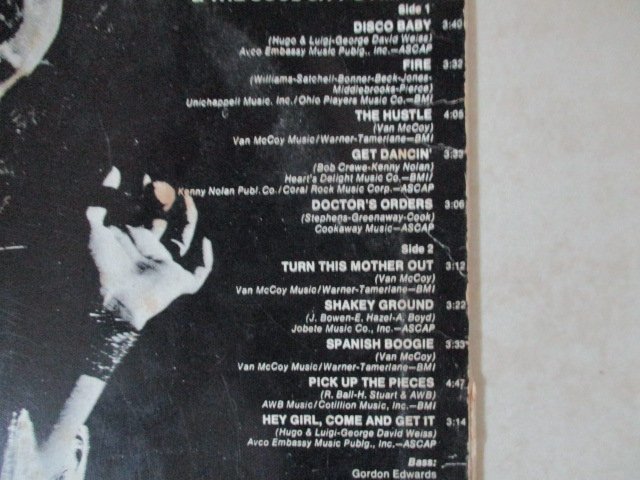 Side 1
DISCO BABY 3:40
(Hugo & Luigi-George David Weiss)
Avco Embassy Music Publg., Inc.—ASCAP
FIRE 3:32
(Williams-Satchell-Bonner-Beck-Jones-
Middlebrooks-Pierce)
Unichappell Music, Inc./Ohio Players Music Co.—BMI
THE HUSTLE 4:05
(Van McCoy)
Van McCoy Music/Warner-Tamerlane—BMI
GET DANCIN'
(Bob Crewe-Kenny Nolan)
Heart's Delight Music Co.—BMI/
Kenny Nolan Publ. Co./Coral Rock Music Corp.—ASCAP
DOCTOR'S ORDERS 3:06
(Stephens-Greenaway-Cook)
Cookaway Music—ASCAP
Side 2
TURN THIS MOTHER OUT 3:12
(Van McCoy)
Van McCoy Music/Warner-Tamerlane—BMI
SHAKEY GROUND 3:22
(J. Bowen-E. Hazel-A. Boyd)
Jobete Music Co., Inc.—ASCAP
SPANISH BOOGIE 3:33
(Van McCoy)
Van McCoy Music/Warner-Tamerlane—BMI
PICK UP THE PIECES 4:47
(R. Ball-H. Stuart & AWB)
AWB Music/Cotillion Music, Inc.—BMI
HEY GIRL, COME AND GET IT 3:14
(Hugo & Luigi-George David Weiss)
Avco Embassy Music Publg., Inc.—ASCAP
Bass:
Gordon Edwards